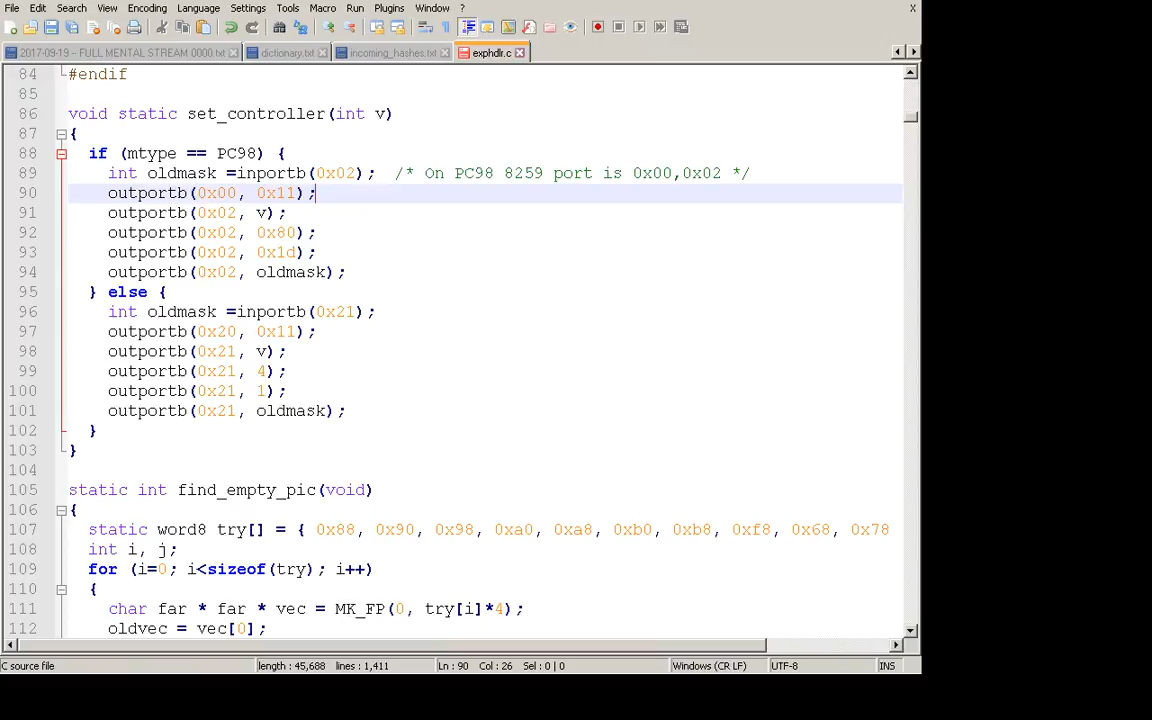 File Edit Search View Encoding Language Settings Tools Macro Run Plugins Window ? X
2017-09-19 – FULL MENTAL STREAM 0000.txt dictionary.txt incoming_hashes.txt exphdlr.c
84 #endif
85
86 void static set_controller(int v)
87 {
88 if (mtype == PC98) {
89 int oldmask =inportb(0x02); /* On PC98 8259 port is 0x00,0x02 */
90 outportb(0x00, 0x11);
91 outportb(0x02, v);
92 outportb(0x02, 0x80);
93 outportb(0x02, 0x1d);
94 outportb(0x02, oldmask);
95 } else {
96 int oldmask =inportb(0x21);
97 outportb(0x20, 0x11);
98 outportb(0x21, v);
99 outportb(0x21, 4);
100 outportb(0x21, 1);
101 outportb(0x21, oldmask);
102 }
103 }
104
105 static int find_empty_pic(void)
106 {
107 static word8 try[] = { 0x88, 0x90, 0x98, 0xa0, 0xa8, 0xb0, 0xb8, 0xf8, 0x68, 0x78
108 int i, j;
109 for (i=0; i<sizeof(try); i++)
110 {
111 char far * far * vec = MK_FP(0, try[i]*4);
112 oldvec = vec[0];
C source file length : 45,688 lines : 1,411 Ln : 90 Col : 26 Sel : 0 | 0 Windows (CR LF) UTF-8 INS